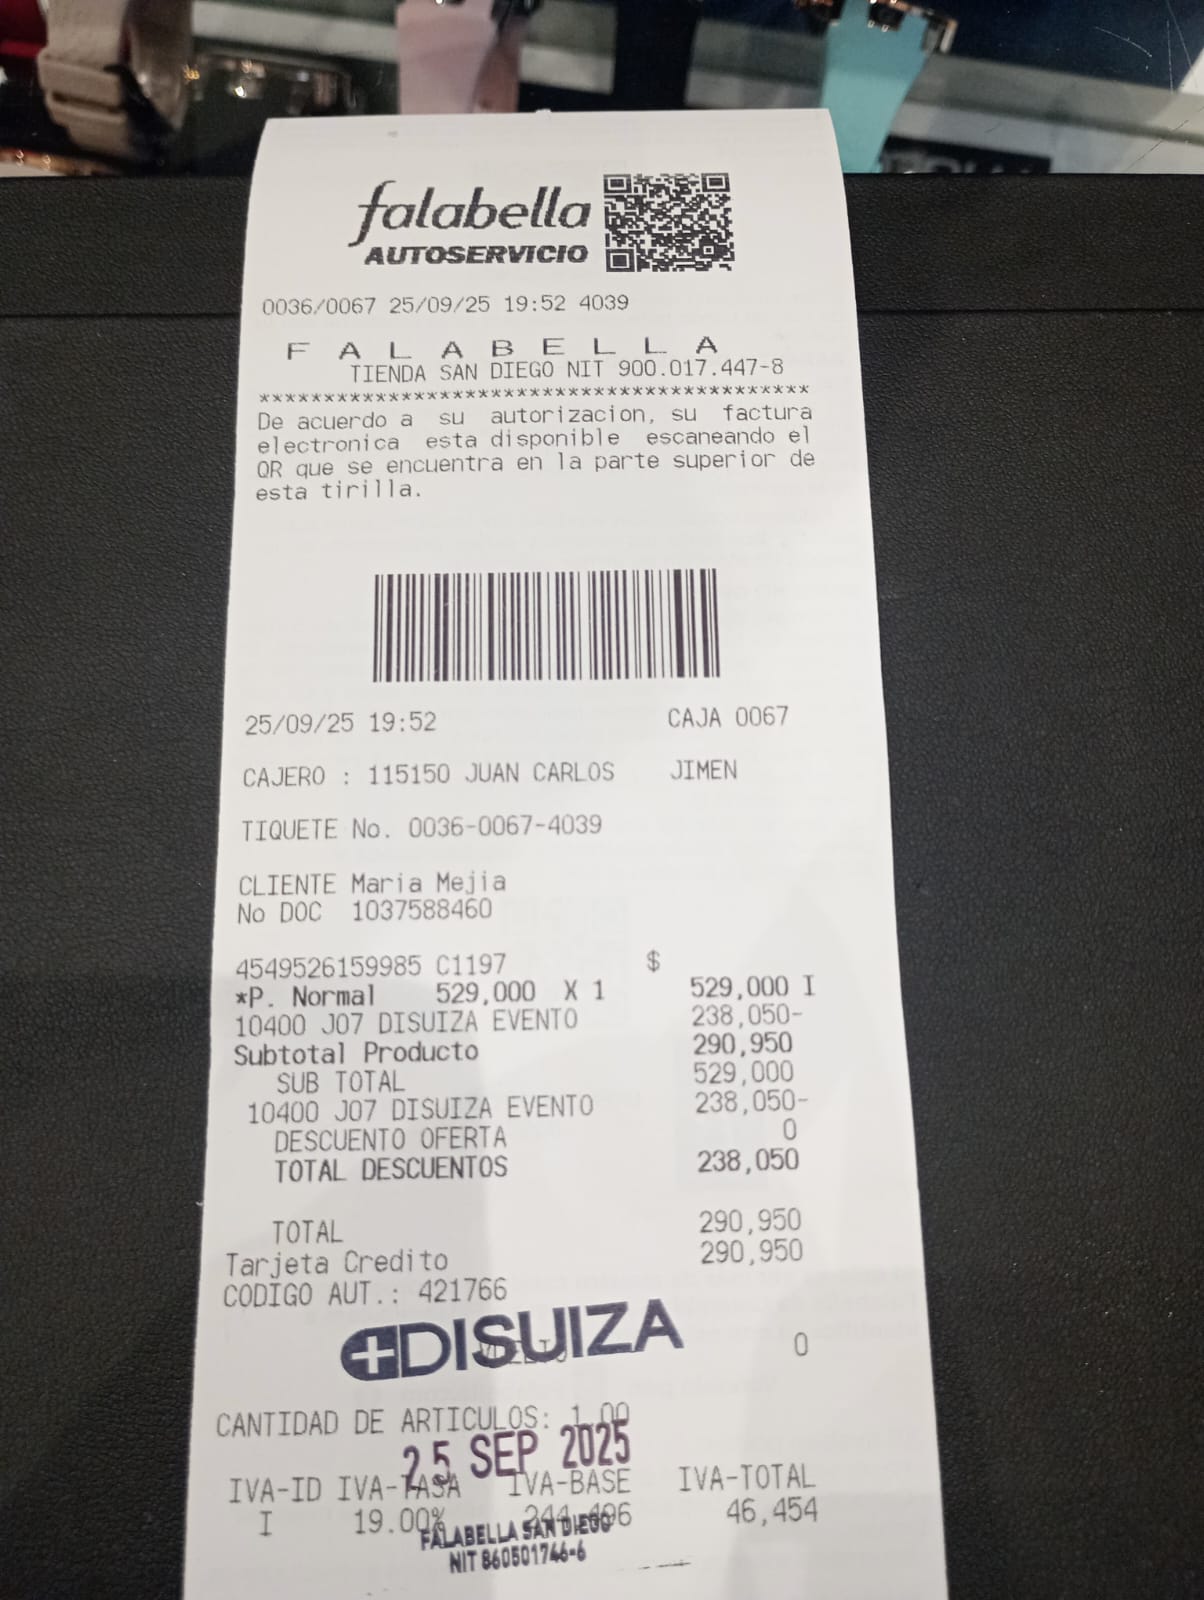 falabella
AUTOSERVICIO
0036/0067 25/09/25 19:52 4039
F A L A B E L L A
TIENDA SAN DIEGO NIT 900.017.447-8
*******************************************
De acuerdo a su autorizacion, su factura
electronica esta disponible escaneando el
QR que se encuentra en la parte superior de
esta tirilla.
25/09/25 19:52 CAJA 0067
CAJERO : 115150 JUAN CARLOS JIMEN
TIQUETE No. 0036-0067-4039
CLIENTE Maria Mejia
No DOC 1037588460
4549526159985 C1197 $
*P. Normal 529,000 X 1 529,000 I
10400 J07 DISUIZA EVENTO 238,050-
Subtotal Producto 290,950
SUB TOTAL 529,000
10400 J07 DISUIZA EVENTO 238,050-
DESCUENTO OFERTA 0
TOTAL DESCUENTOS 238,050
TOTAL 290,950
Tarjeta Credito 290,950
CODIGO AUT.: 421766
DISUIZA
0
CANTIDAD DE ARTICULOS: 1.00
25 SEP 2025
IVA-ID IVA-TASA IVA-BASE IVA-TOTAL
I 19.00% 244,496 46,454
FALABELLA SAN DIEGO
NIT 860501746-6